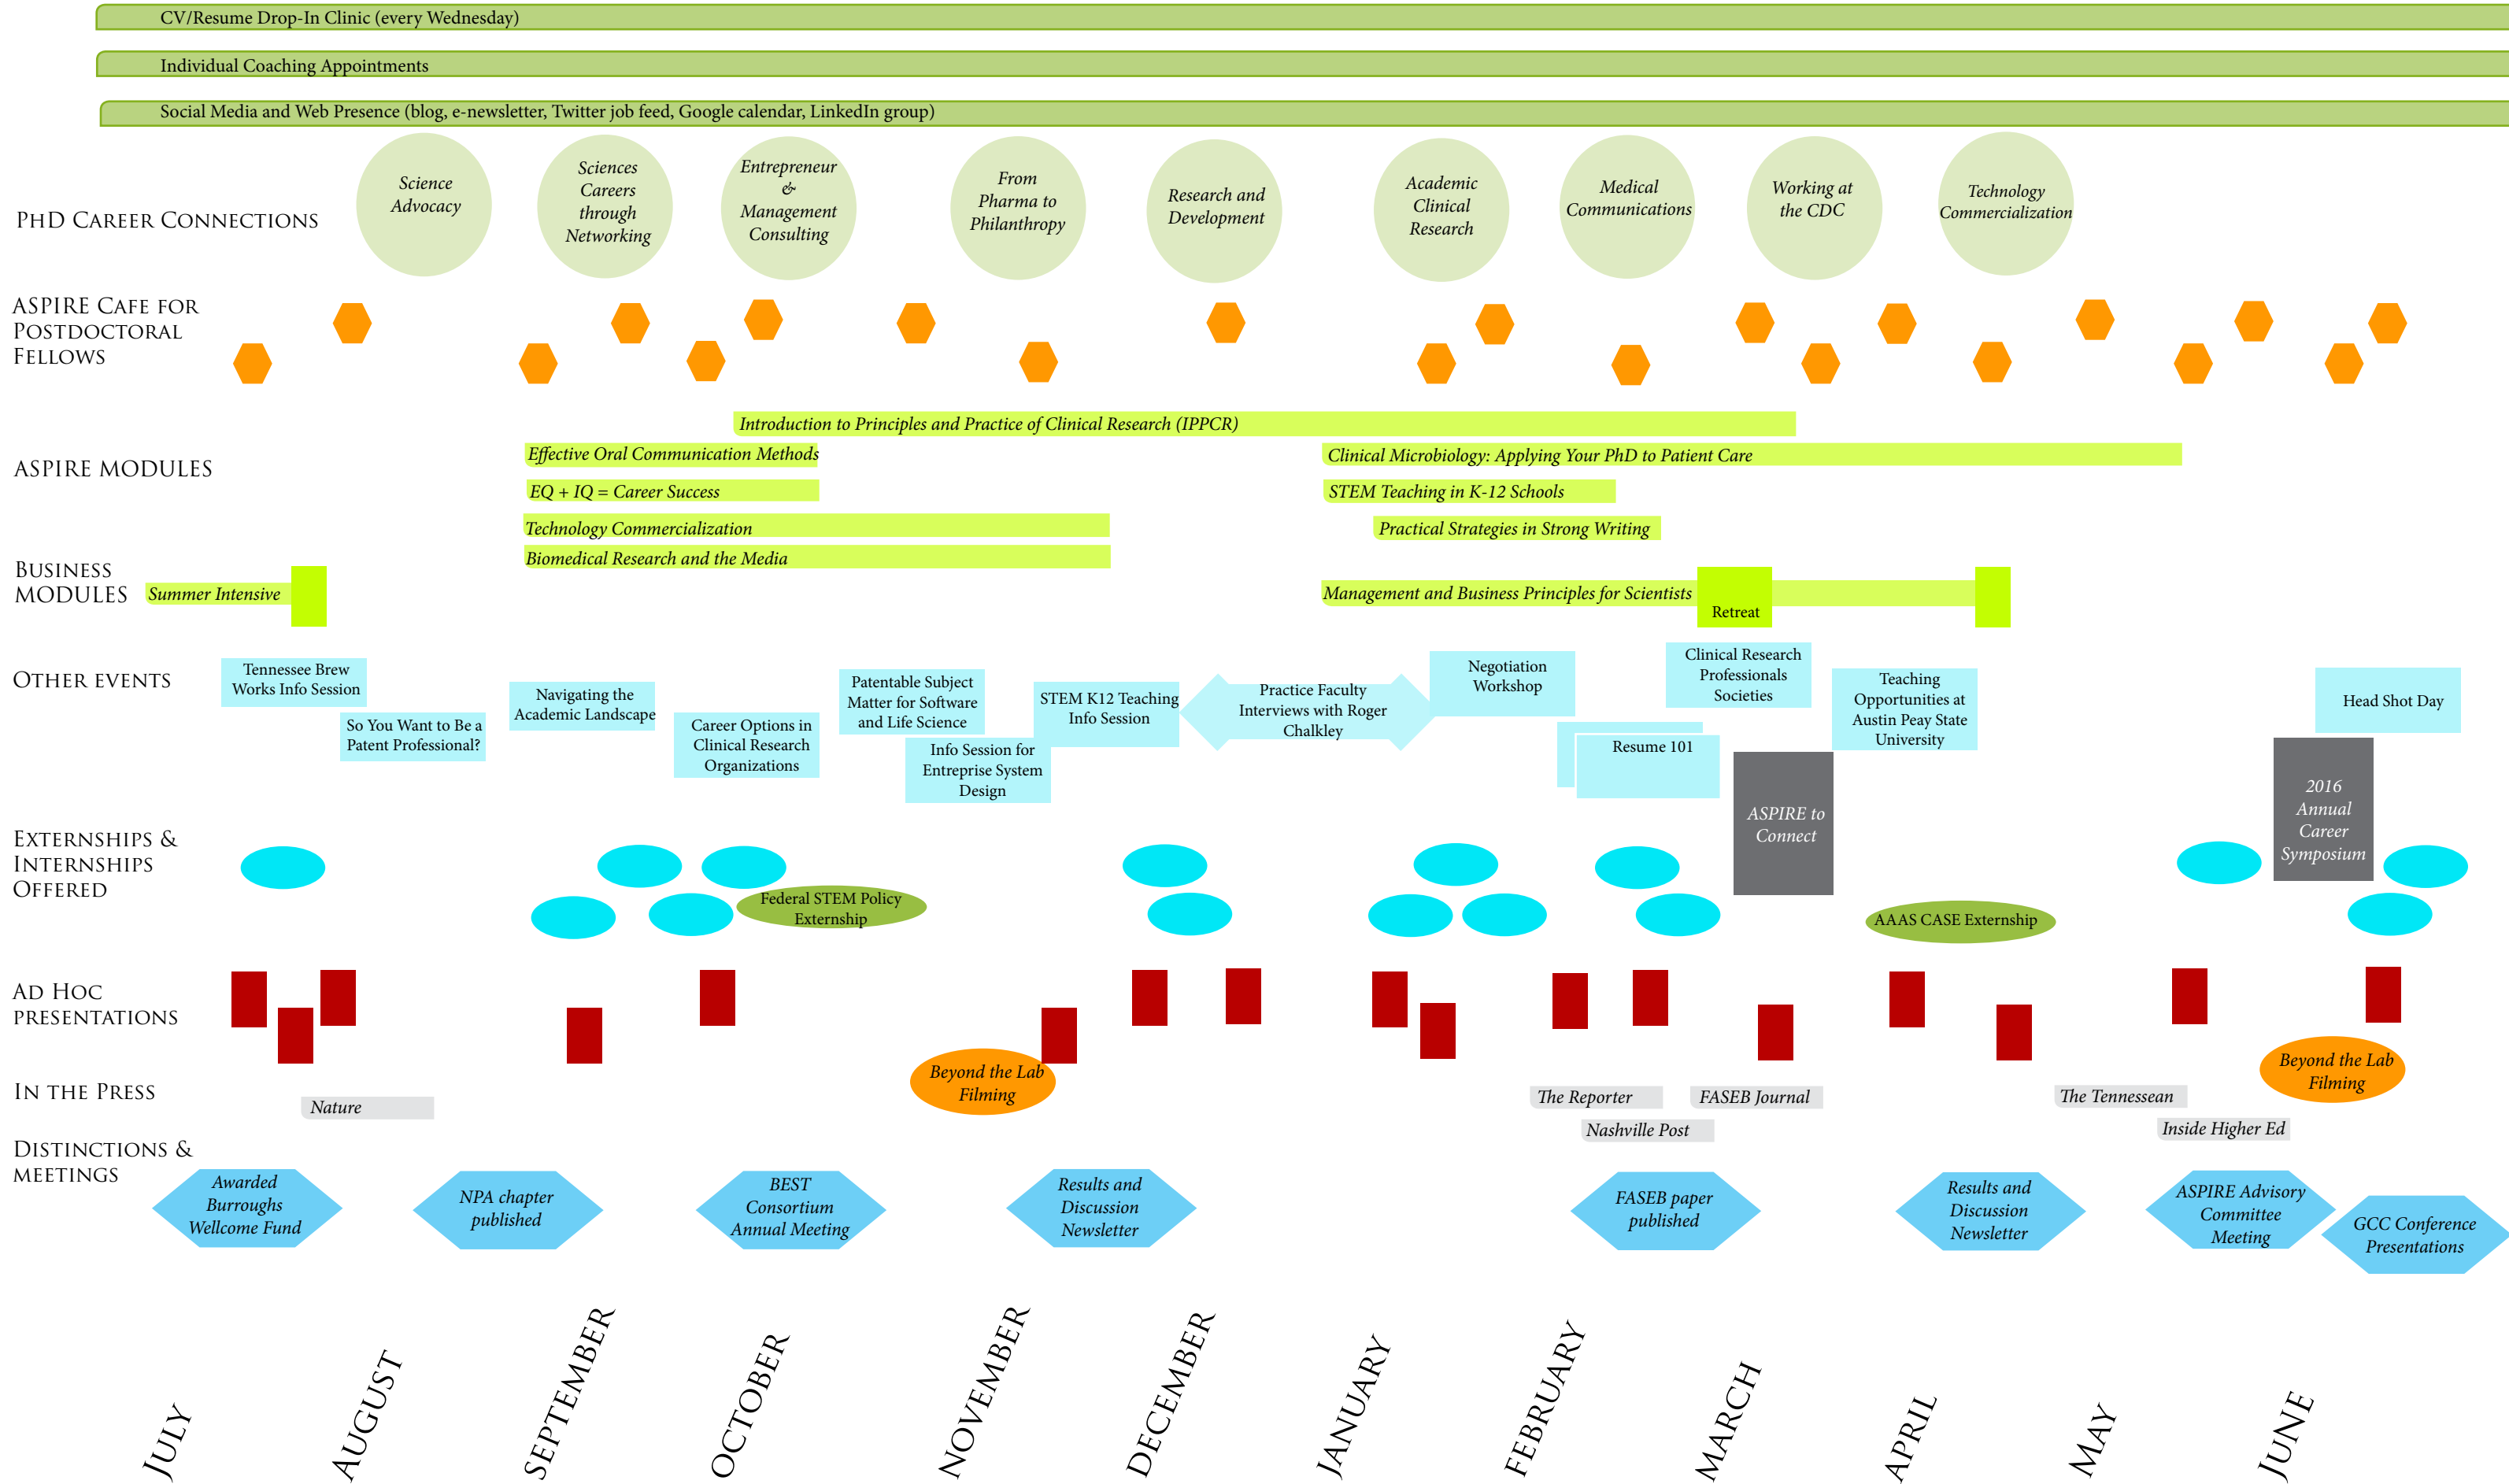 CV/Resume Drop-In Clinic (every Wednesday)
Individual Coaching Appointments
Social Media and Web Presence (blog, e-newsletter, Twitter job feed, Google calendar, LinkedIn group)
PhD Career Connections
Science
Advocacy
Sciences
Careers
through
Networking
Entrepreneur
&
Management
Consulting
From
Pharma to
Philanthropy
Research and
Development
Academic
Clinical
Research
Medical
Communications
Working at
the CDC
Technology
Commercialization
ASPIRE Cafe for
Postdoctoral
Fellows
ASPIRE MODULES
Introduction to Principles and Practice of Clinical Research (IPPCR)
Effective Oral Communication Methods
Clinical Microbiology: Applying Your PhD to Patient Care
EQ + IQ = Career Success
STEM Teaching in K-12 Schools
Technology Commercialization
Practical Strategies in Strong Writing
Biomedical Research and the Media
Business
modules
Summer Intensive
Management and Business Principles for Scientists
Retreat
Other events
Tennessee Brew
Works Info Session
So You Want to Be a
Patent Professional?
Navigating the
Academic Landscape
Career Options in
Clinical Research
Organizations
Patentable Subject
Matter for Software
and Life Science
Info Session for
Entreprise System
Design
STEM K12 Teaching
Info Session
Practice Faculty
Interviews with Roger
Chalkley
Negotiation
Workshop
Resume 101
Clinical Research
Professionals
Societies
ASPIRE to
Connect
Teaching
Opportunities at
Austin Peay State
University
Head Shot Day
2016
Annual
Career
Symposium
Externships &
Internships
Offered
Federal STEM Policy
Externship
AAAS CASE Externship
Ad Hoc
presentations
In the Press
Nature
Beyond the Lab
Filming
The Reporter
Nashville Post
FASEB Journal
The Tennessean
Inside Higher Ed
Beyond the Lab
Filming
Distinctions &
meetings
Awarded
Burroughs
Wellcome Fund
NPA chapter
published
BEST
Consortium
Annual Meeting
Results and
Discussion
Newsletter
FASEB paper
published
Results and
Discussion
Newsletter
ASPIRE Advisory
Committee
Meeting
GCC Conference
Presentations
JULY
AUGUST
SEPTEMBER
OCTOBER
NOVEMBER
DECEMBER
JANUARY
FEBRUARY
MARCH
APRIL
MAY
JUNE